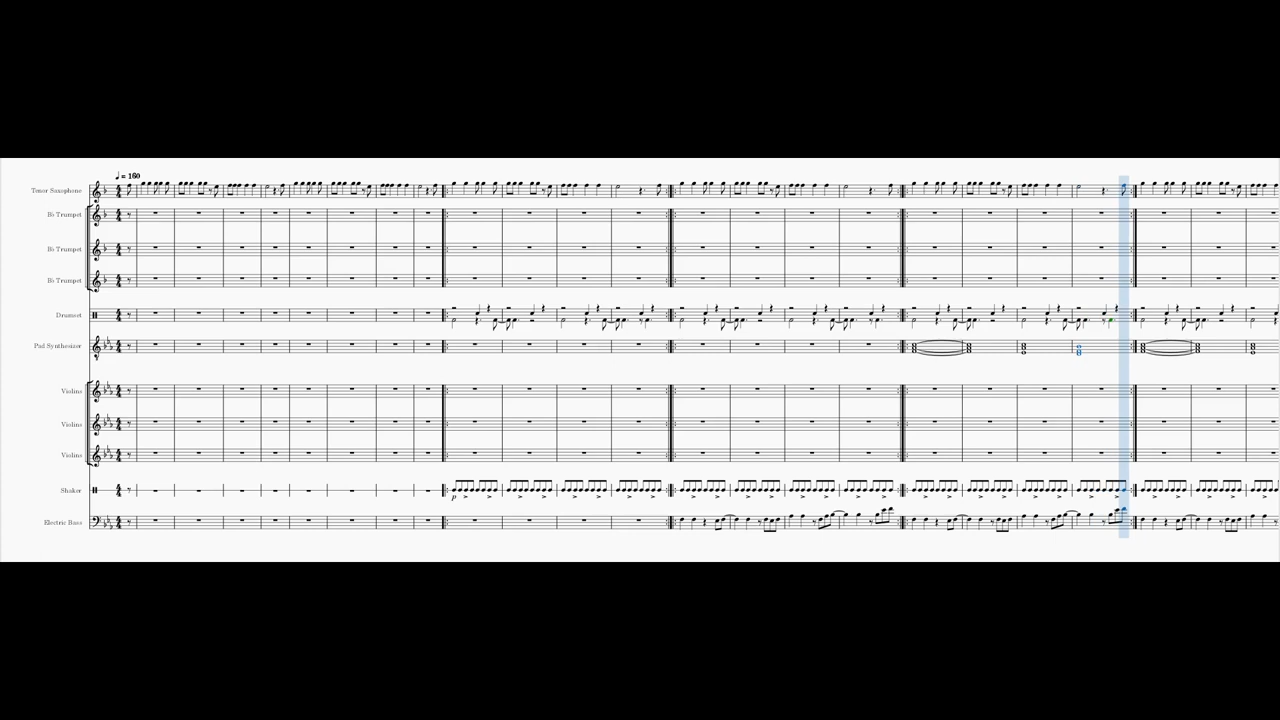 ♩ = 160
Tenor Saxophone
B♭ Trumpet
B♭ Trumpet
B♭ Trumpet
Drumset
Pad Synthesizer
Violins
Violins
Violins
Shaker
p
Electric Bass